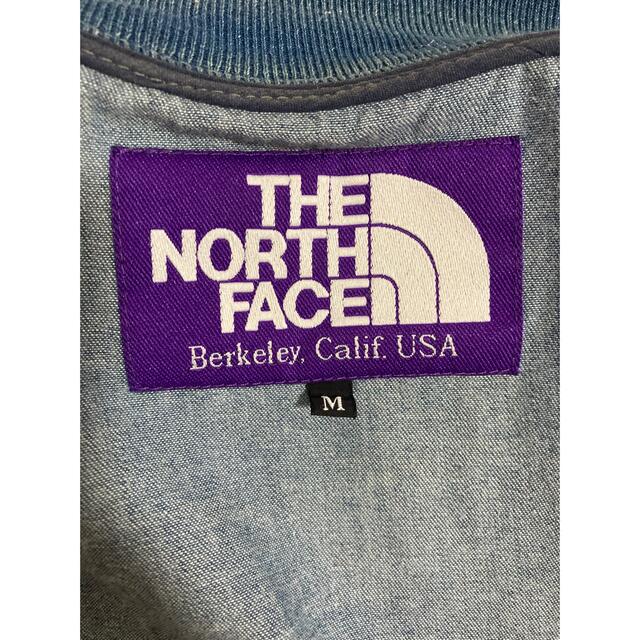 THE
NORTH
FACE
Berkeley, Calif. USA
M